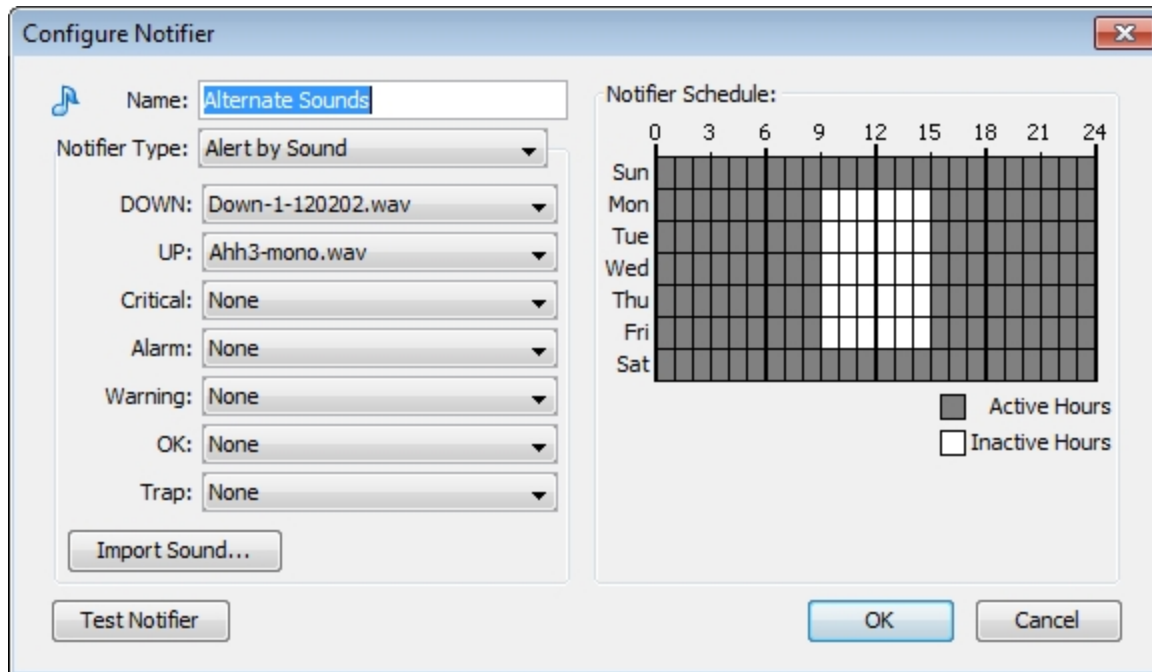 Configure Notifier
Name: Alternate Sounds
Notifier Type: Alert by Sound
DOWN: Down-1-120202.wav
UP: Ahh3-mono.wav
Critical: None
Alarm: None
Warning: None
OK: None
Trap: None
Import Sound...
Notifier Schedule:
0 3 6 9 12 15 18 21 24
Sun
Mon
Tue
Wed
Thu
Fri
Sat
Active Hours
Inactive Hours
Test Notifier
OK
Cancel